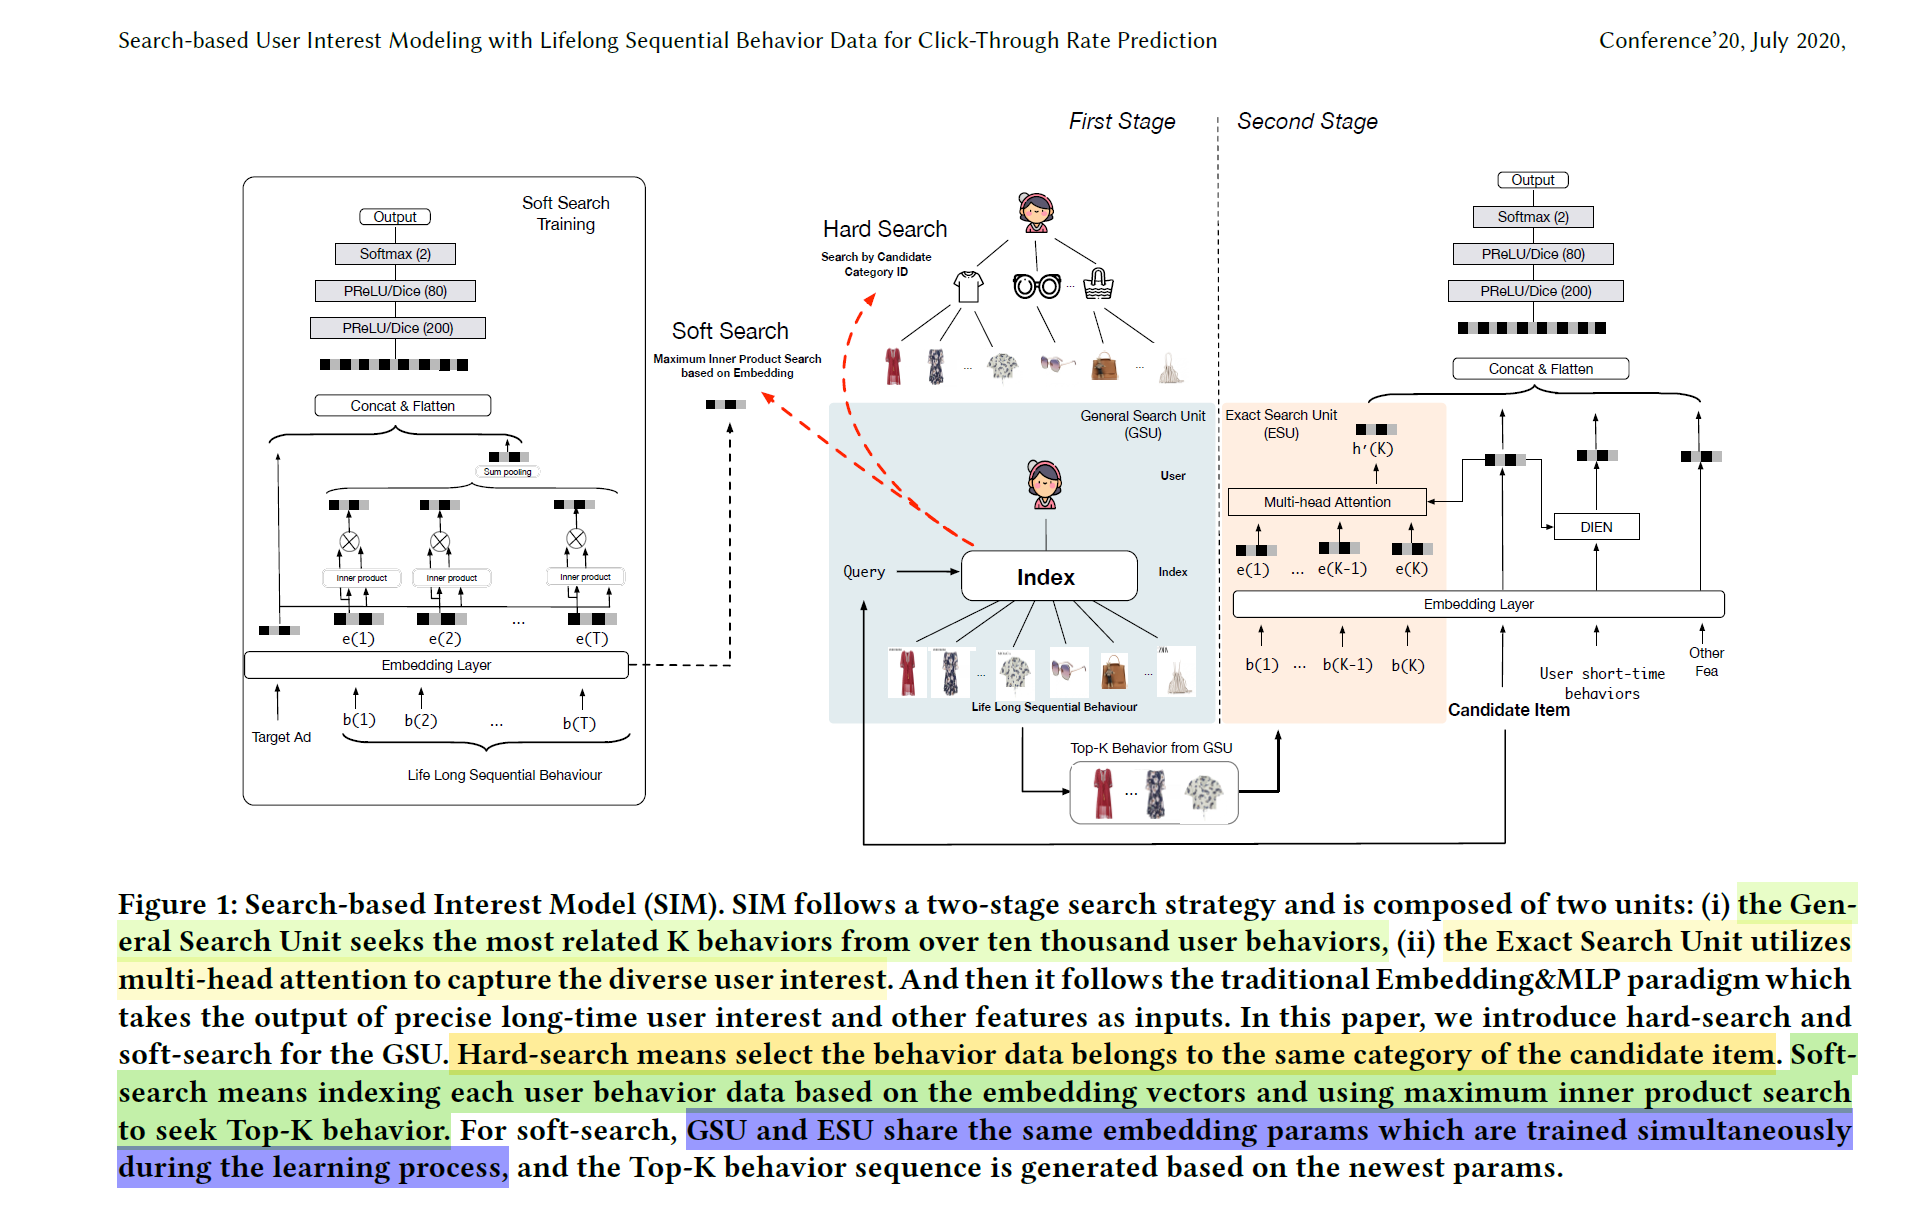 Search-based User Interest Modeling with Lifelong Sequential Behavior Data for Click-Through Rate Prediction
Conference'20, July 2020,
Soft Search
Training
Output
Softmax (2)
PReLU/Dice (80)
PReLU/Dice (200)
Concat & Flatten
Sum pooling
Inner product
Inner product
Inner product
e(1)
e(2)
...
e(T)
Embedding Layer
b(1)
b(2)
...
b(T)
Target Ad
Life Long Sequential Behaviour
First Stage
Second Stage
Hard Search
Search by Candidate
Category ID
...
...
...
Soft Search
Maximum Inner Product Search
based on Embedding
General Search Unit
(GSU)
User
Query
Index
Index
...
...
Life Long Sequential Behaviour
Top-K Behavior from GSU
...
Output
Softmax (2)
PReLU/Dice (80)
PReLU/Dice (200)
Concat & Flatten
Exact Search Unit
(ESU)
h'(K)
Multi-head Attention
DIEN
e(1)
...
e(K-1)
e(K)
Embedding Layer
b(1)
...
b(K-1)
b(K)
Candidate Item
User short-time
behaviors
Other
Fea
Figure 1: Search-based Interest Model (SIM). SIM follows a two-stage search strategy and is composed of two units: (i) the Gen-
eral Search Unit seeks the most related K behaviors from over ten thousand user behaviors, (ii) the Exact Search Unit utilizes
multi-head attention to capture the diverse user interest. And then it follows the traditional Embedding&MLP paradigm which
takes the output of precise long-time user interest and other features as inputs. In this paper, we introduce hard-search and
soft-search for the GSU. Hard-search means select the behavior data belongs to the same category of the candidate item. Soft-
search means indexing each user behavior data based on the embedding vectors and using maximum inner product search
to seek Top-K behavior. For soft-search, GSU and ESU share the same embedding params which are trained simultaneously
during the learning process, and the Top-K behavior sequence is generated based on the newest params.